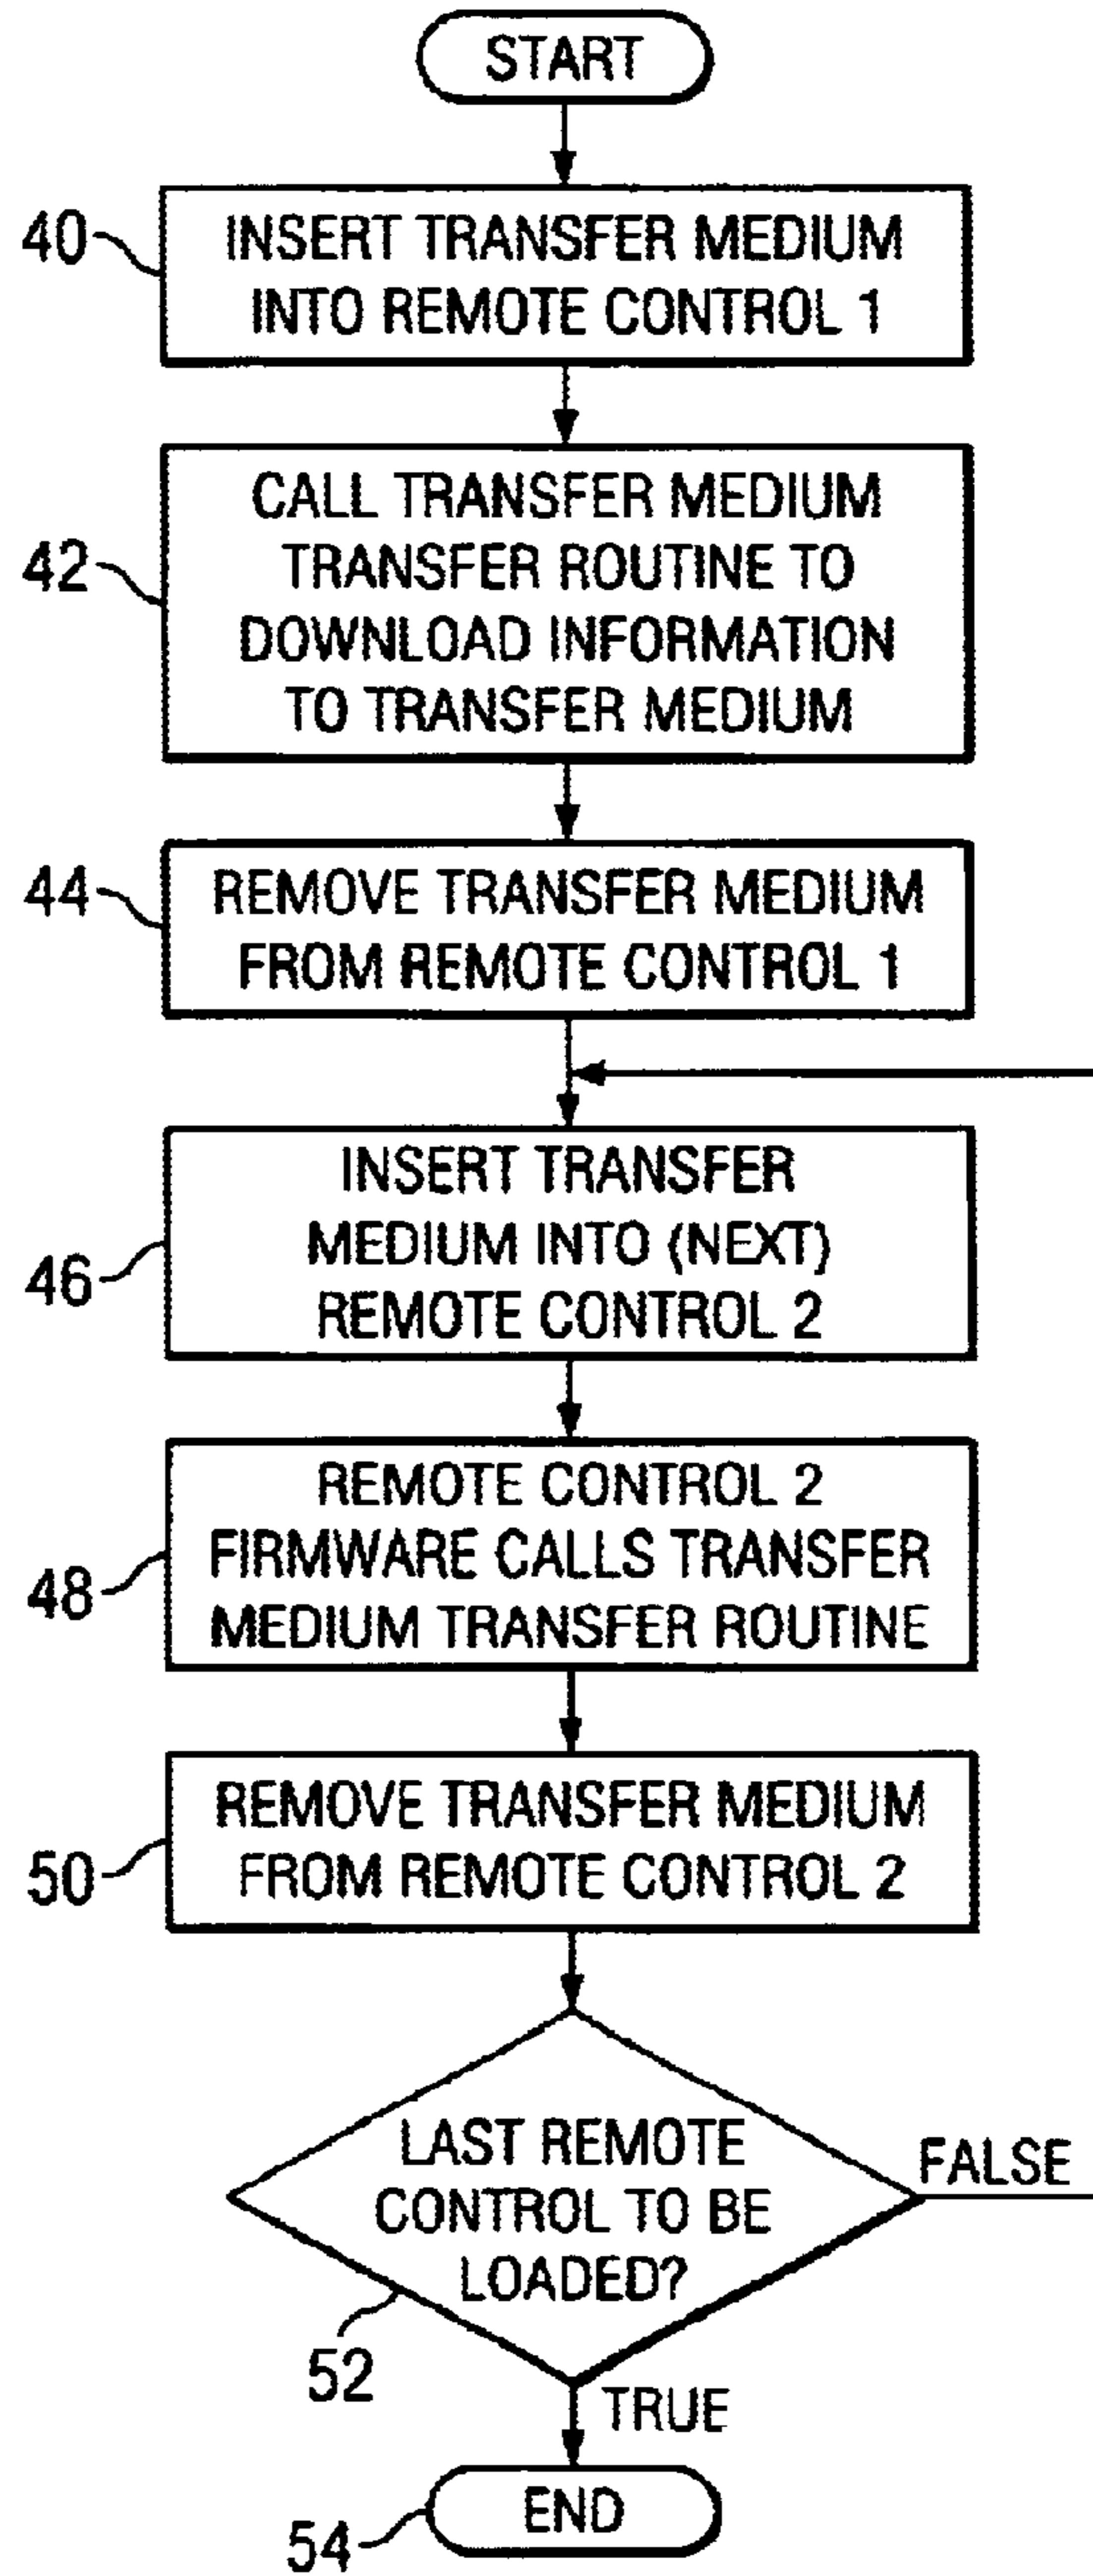 START
40
INSERT TRANSFER MEDIUM
INTO REMOTE CONTROL 1
42
CALL TRANSFER MEDIUM
TRANSFER ROUTINE TO
DOWNLOAD INFORMATION
TO TRANSFER MEDIUM
44
REMOVE TRANSFER MEDIUM
FROM REMOTE CONTROL 1
46
INSERT TRANSFER
MEDIUM INTO (NEXT)
REMOTE CONTROL 2
48
REMOTE CONTROL 2
FIRMWARE CALLS TRANSFER
MEDIUM TRANSFER ROUTINE
50
REMOVE TRANSFER MEDIUM
FROM REMOTE CONTROL 2
LAST REMOTE
CONTROL TO BE
LOADED?
FALSE
52
TRUE
END
54